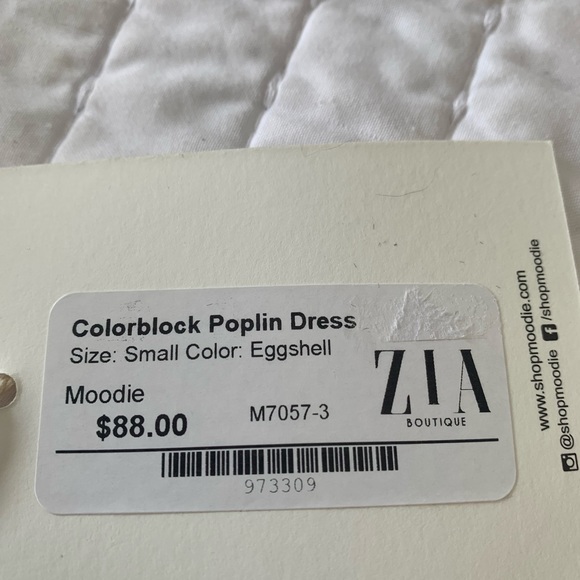 Colorblock Poplin Dress
Size: Small Color: Eggshell
Moodie
$88.00
M7057-3
ZIA
BOUTIQUE
973309
www.shopmoodie.com
@shopmoodie /shopmoodie